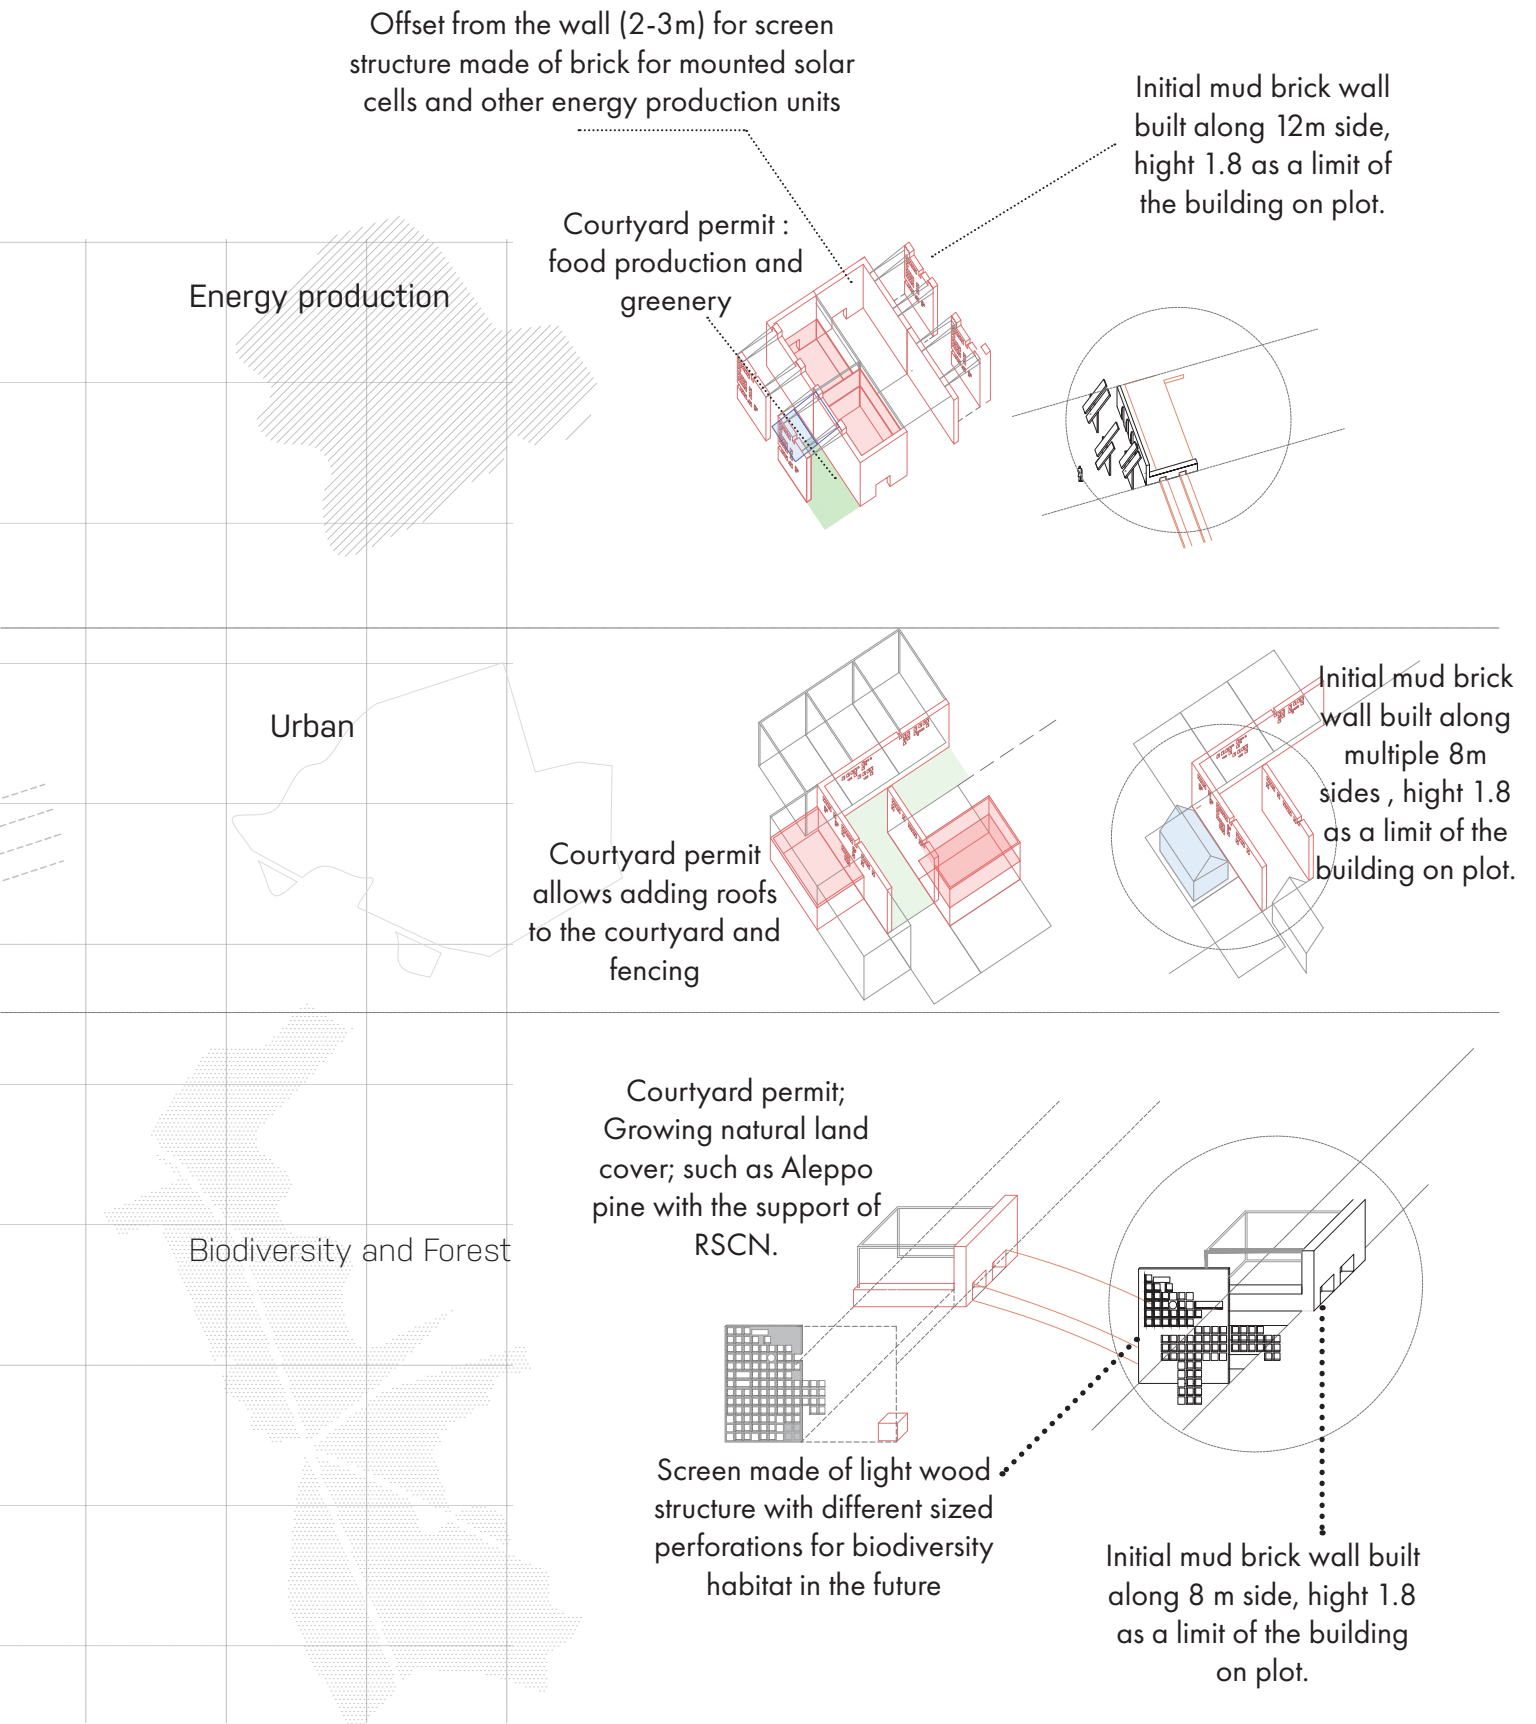 Offset from the wall (2-3m) for screen
structure made of brick for mounted solar
cells and other energy production units
Initial mud brick wall
built along 12m side,
hight 1.8 as a limit of
the building on plot.
Courtyard permit :
food production and
greenery
Energy production
Urban
Initial mud brick
wall built along
multiple 8m
sides , hight 1.8
as a limit of the
building on plot.
Courtyard permit
allows adding roofs
to the courtyard and
fencing
Courtyard permit;
Growing natural land
cover; such as Aleppo
pine with the support of
RSCN.
Biodiversity and Forest
Screen made of light wood
structure with different sized
perforations for biodiversity
habitat in the future
Initial mud brick wall built
along 8 m side, hight 1.8
as a limit of the building
on plot.